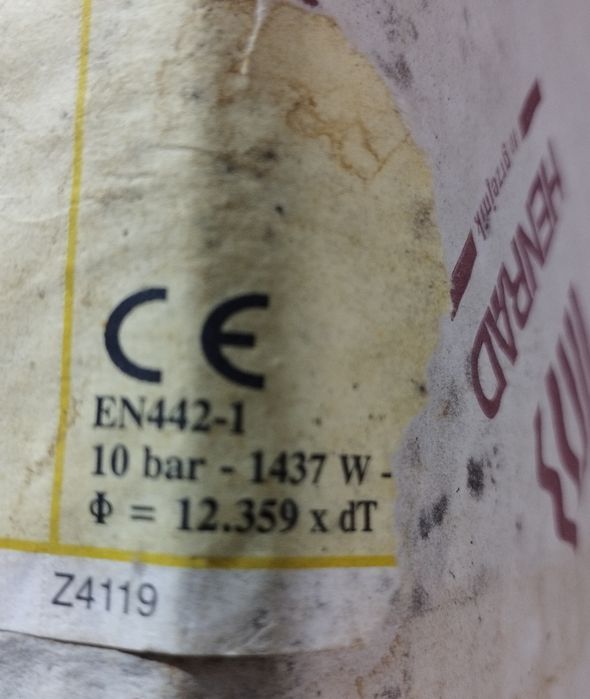 CE
EN442-1
10 bar - 1437 W -
Φ = 12.359 x dT
Z4119
HENRAD